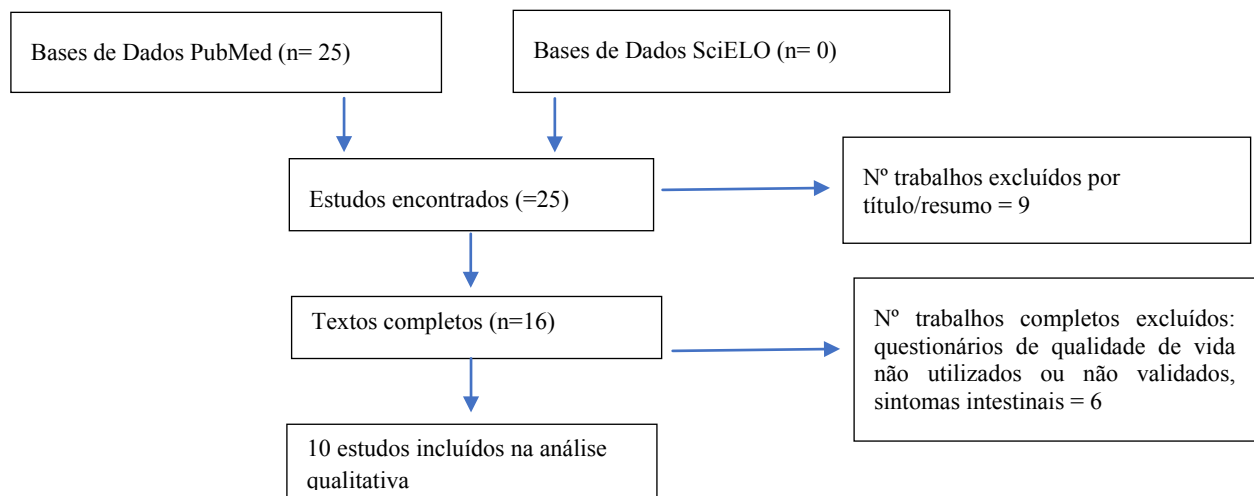 Bases de Dados PubMed (n= 25)
Bases de Dados SciELO (n= 0)
Estudos encontrados (=25)
Nº trabalhos excluídos por
título/resumo = 9
Textos completos (n=16)
Nº trabalhos completos excluídos:
questionários de qualidade de vida
não utilizados ou não validados,
sintomas intestinais = 6
10 estudos incluídos na análise
qualitativa